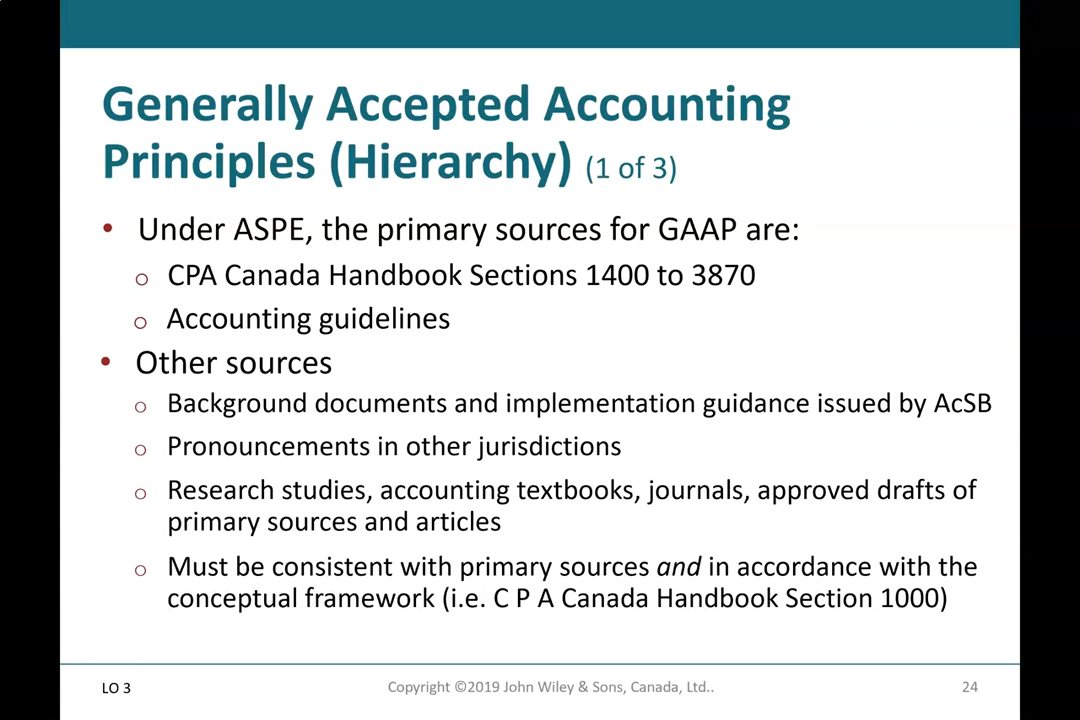 Generally Accepted Accounting
Principles (Hierarchy) (1 of 3)
• Under ASPE, the primary sources for GAAP are:
o CPA Canada Handbook Sections 1400 to 3870
o Accounting guidelines
• Other sources
o Background documents and implementation guidance issued by AcSB
o Pronouncements in other jurisdictions
o Research studies, accounting textbooks, journals, approved drafts of
primary sources and articles
o Must be consistent with primary sources and in accordance with the
conceptual framework (i.e. C P A Canada Handbook Section 1000)
LO 3 Copyright ©2019 John Wiley & Sons, Canada, Ltd.. 24